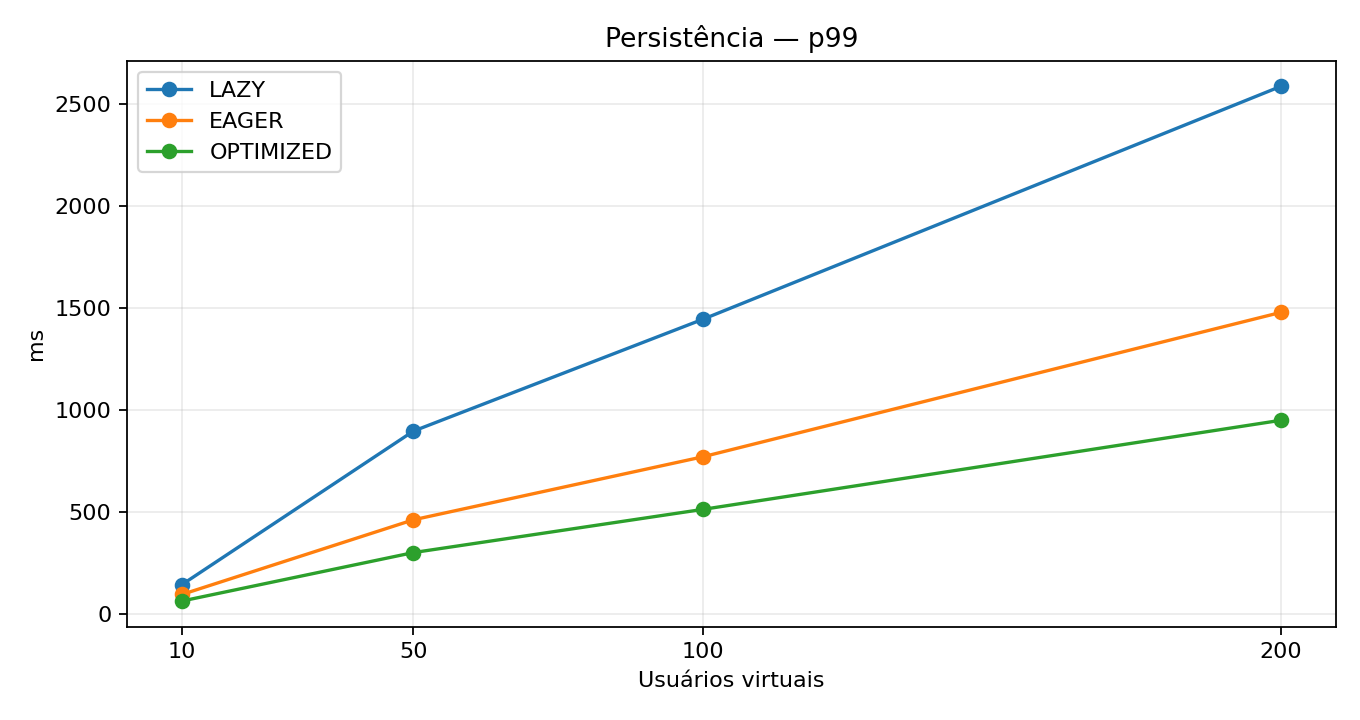 Persistência — p99
LAZY
EAGER
OPTIMIZED
2500
2000
1500
1000
500
0
ms
10 50 100 200
Usuários virtuais